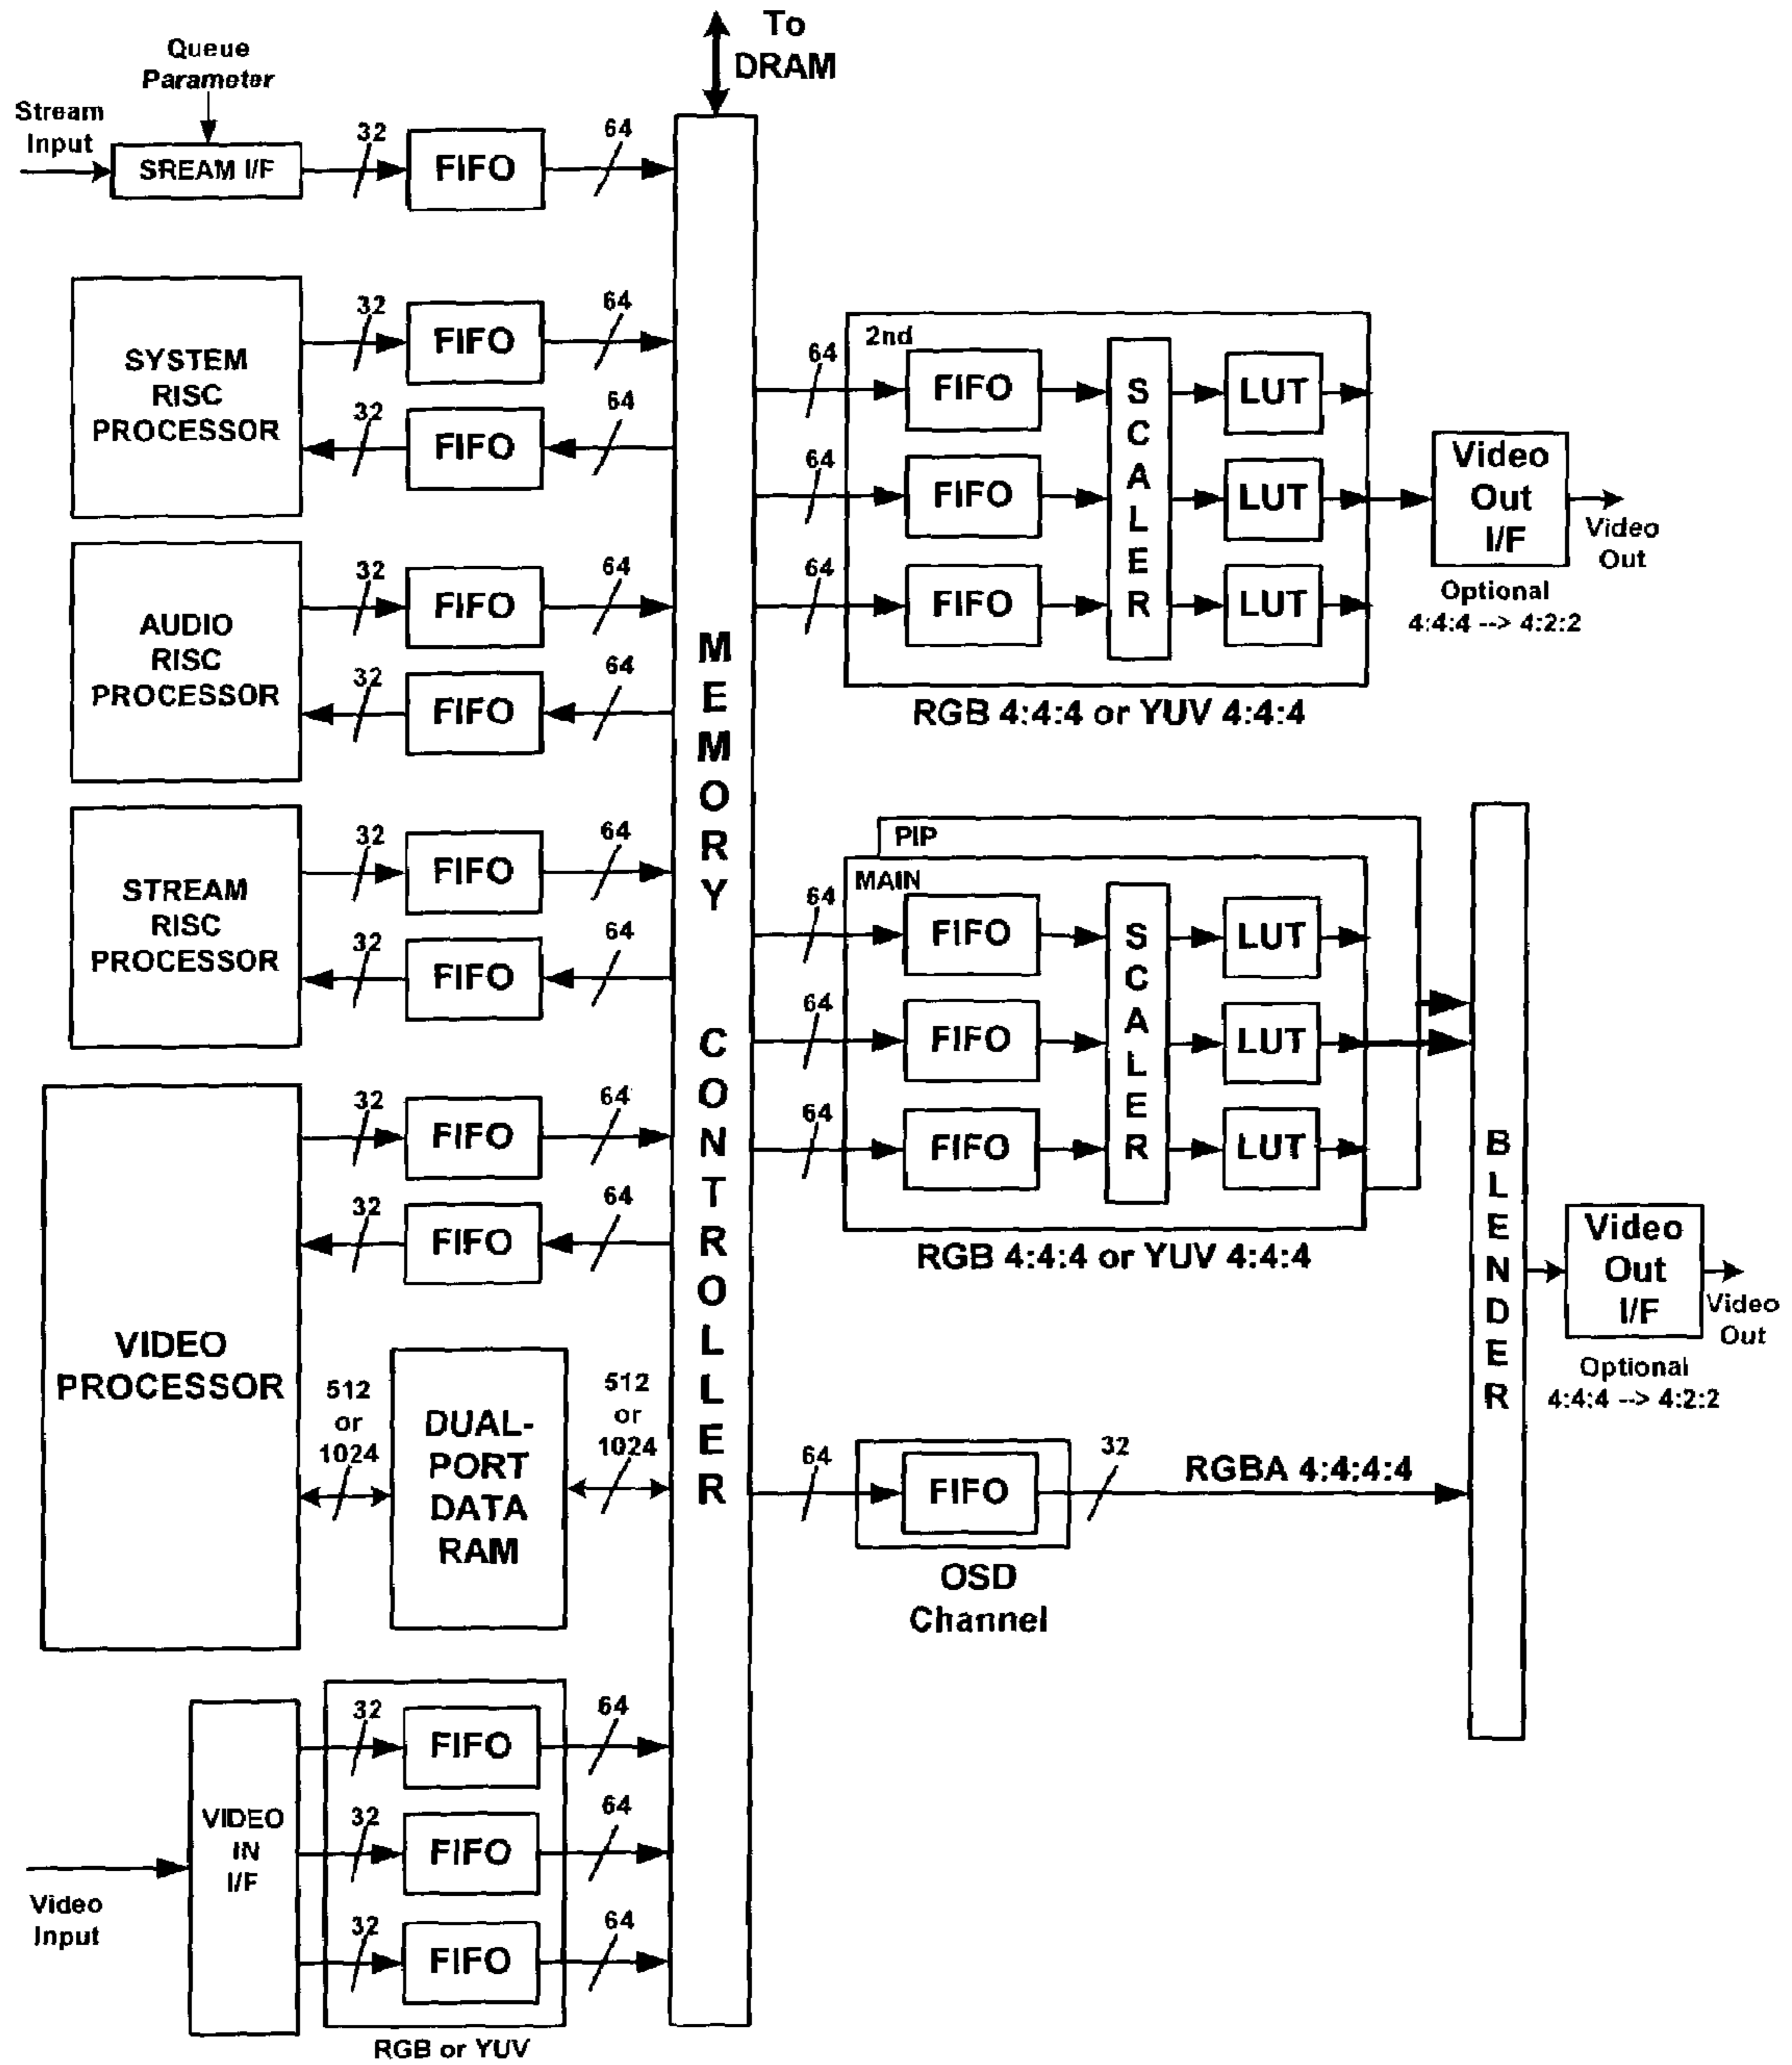 To
DRAM
Queue
Parameter
Stream
Input
SREAM I/F
32
FIFO
64
SYSTEM
RISC
PROCESSOR
32
FIFO
64
32
FIFO
64
AUDIO
RISC
PROCESSOR
32
FIFO
64
32
FIFO
64
STREAM
RISC
PROCESSOR
32
FIFO
64
32
FIFO
64
VIDEO
PROCESSOR
32
FIFO
64
32
FIFO
64
512
or
1024
DUAL-
PORT
DATA
RAM
512
or
1024
Video
Input
VIDEO
IN
I/F
32
FIFO
64
32
FIFO
64
32
FIFO
64
RGB or YUV
MEMORY CONTROLLER
2nd
64
FIFO
64
FIFO
64
FIFO
SCALER
LUT
LUT
LUT
RGB 4:4:4 or YUV 4:4:4
Video
Out
I/F
Video
Out
Optional
4:4:4 --> 4:2:2
PIP
MAIN
64
FIFO
64
FIFO
64
FIFO
SCALER
LUT
LUT
LUT
RGB 4:4:4 or YUV 4:4:4
64
FIFO
32
RGBA 4:4:4:4
OSD
Channel
BLENDER
Video
Out
I/F
Video
Out
Optional
4:4:4 --> 4:2:2